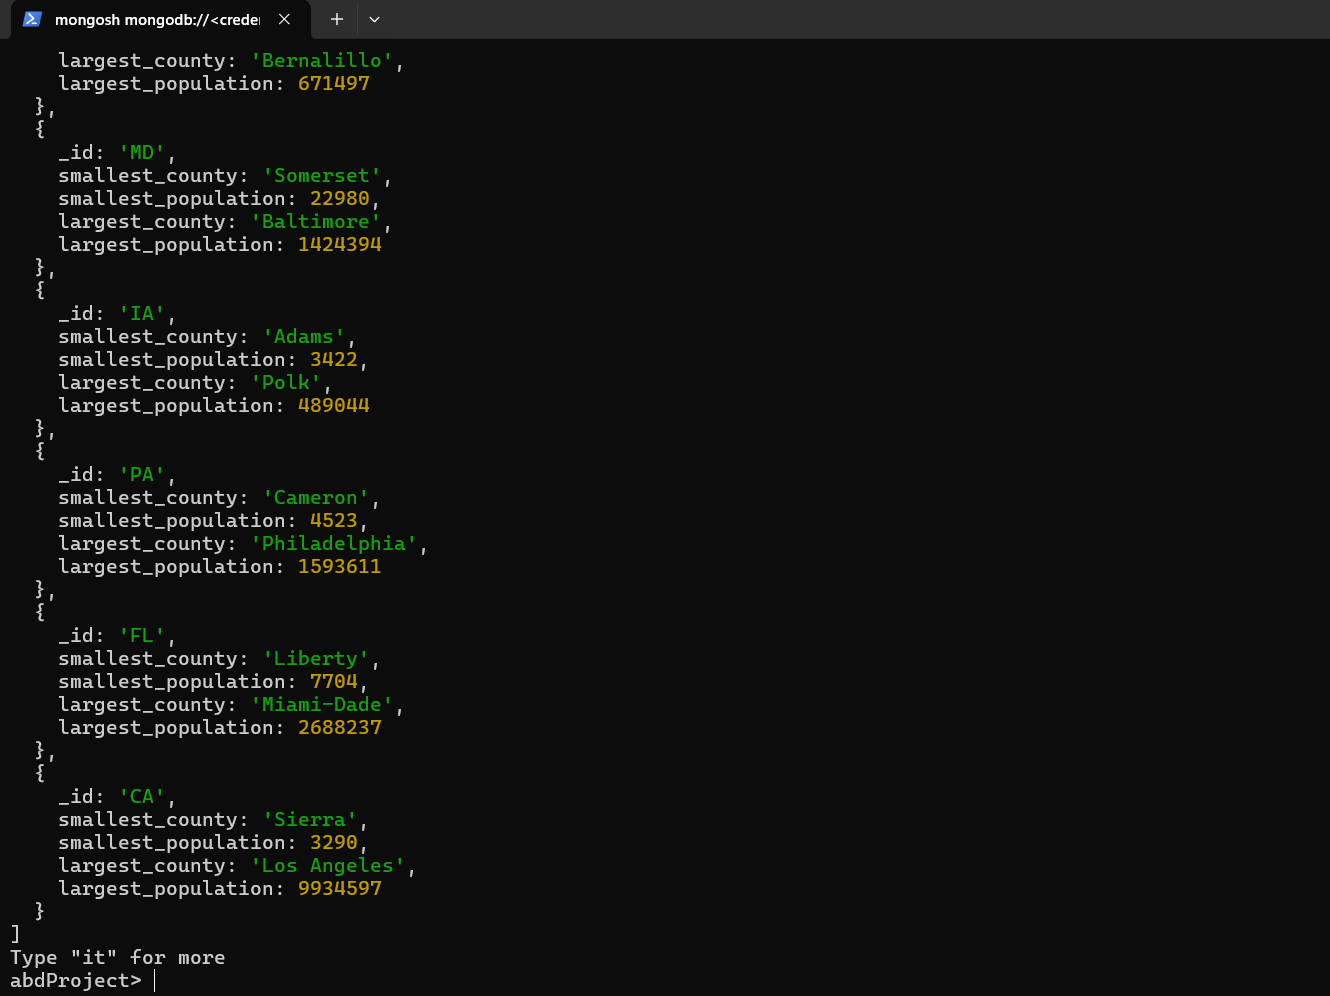 mongosh mongodb://<crede
    largest_county: 'Bernalillo',
    largest_population: 671497
  },
  {
    _id: 'MD',
    smallest_county: 'Somerset',
    smallest_population: 22980,
    largest_county: 'Baltimore',
    largest_population: 1424394
  },
  {
    _id: 'IA',
    smallest_county: 'Adams',
    smallest_population: 3422,
    largest_county: 'Polk',
    largest_population: 489044
  },
  {
    _id: 'PA',
    smallest_county: 'Cameron',
    smallest_population: 4523,
    largest_county: 'Philadelphia',
    largest_population: 1593611
  },
  {
    _id: 'FL',
    smallest_county: 'Liberty',
    smallest_population: 7704,
    largest_county: 'Miami-Dade',
    largest_population: 2688237
  },
  {
    _id: 'CA',
    smallest_county: 'Sierra',
    smallest_population: 3290,
    largest_county: 'Los Angeles',
    largest_population: 9934597
  }
]
Type "it" for more
abdProject>